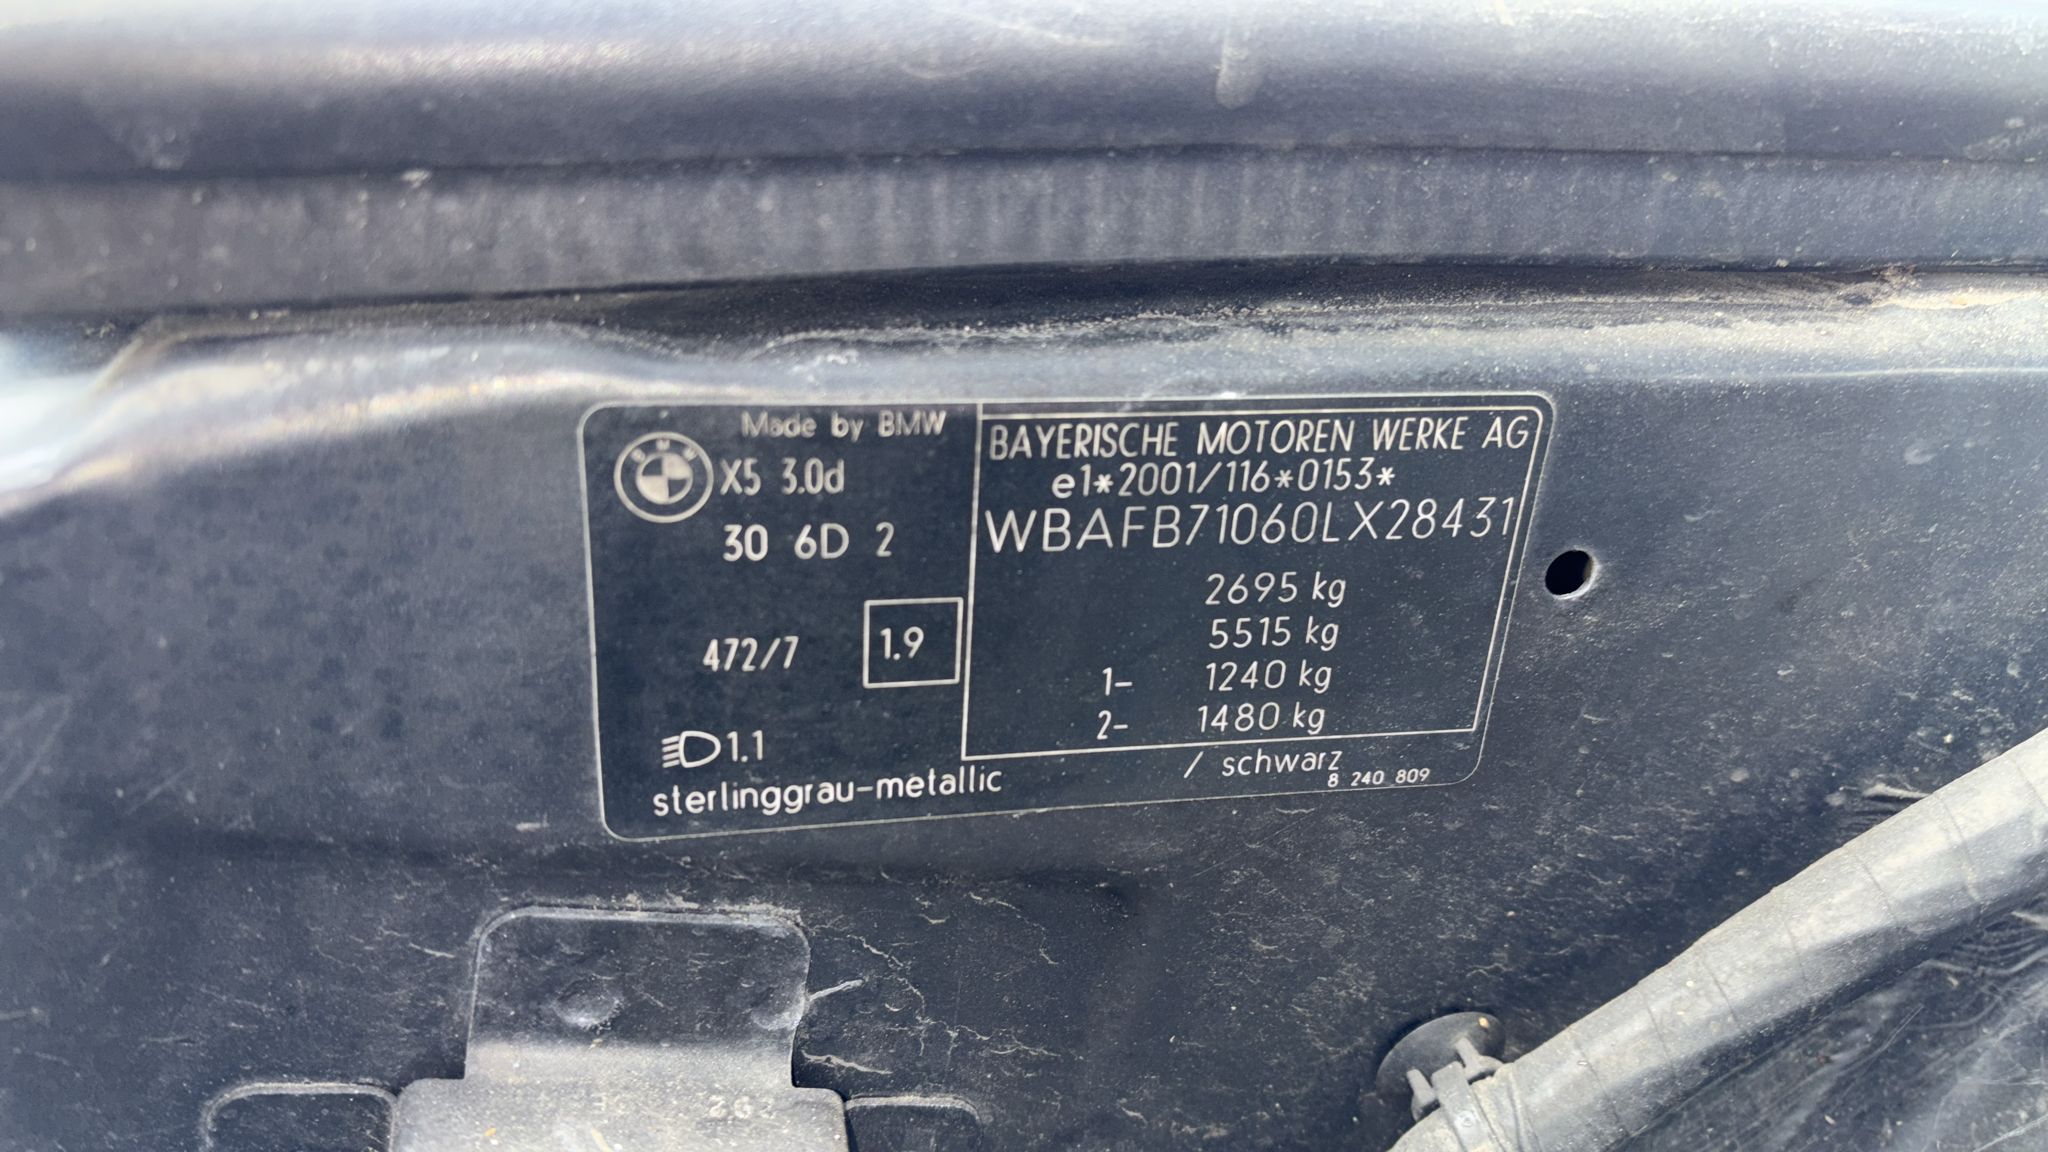 Made by BMW
BMW
X5 3.0d
30 6D 2
472/7
1.9
1.1
BAYERISCHE MOTOREN WERKE AG
e1*2001/116*0153*
WBAFB71060LX28431
2695 kg
5515 kg
1- 1240 kg
2- 1480 kg
sterlinggrau-metallic / schwarz
8 240 809